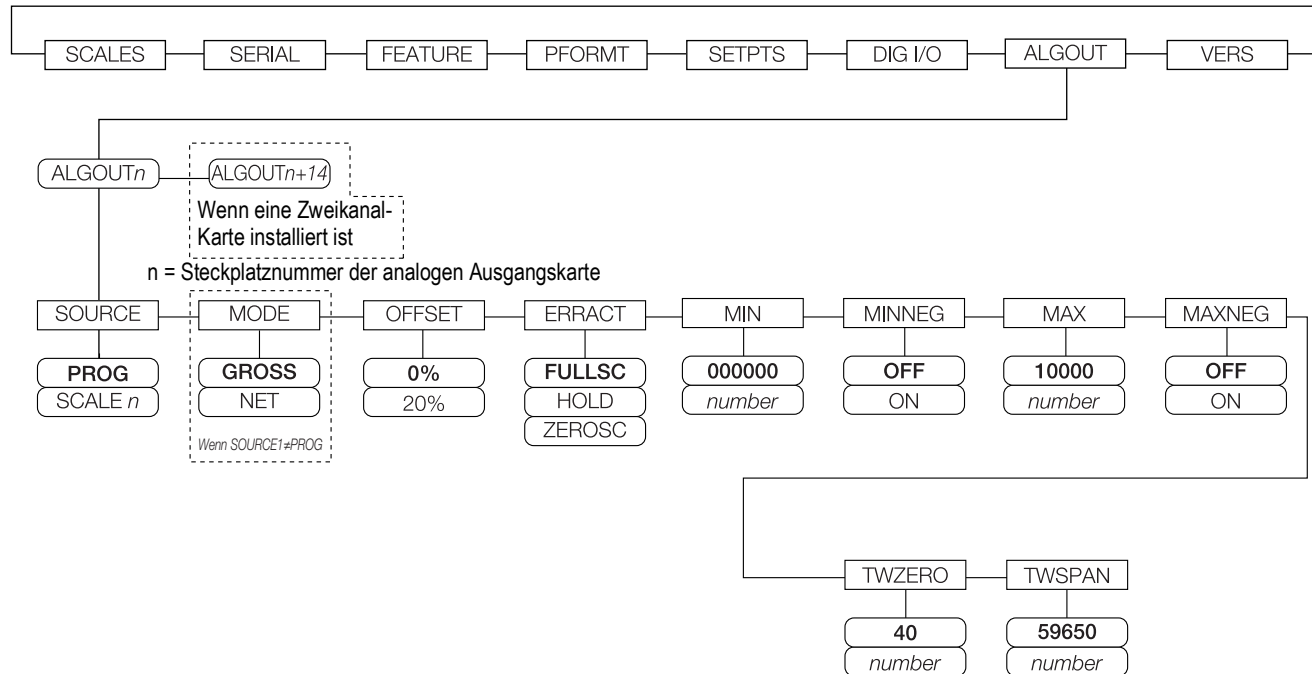 SCALES SERIAL FEATURE PFORMT SETPTS DIG I/O ALGOUT VERS
ALGOUTn ALGOUTn+14
Wenn eine Zweikanal-
Karte installiert ist
n = Steckplatznummer der analogen Ausgangskarte
SOURCE MODE OFFSET ERRACT MIN MINNEG MAX MAXNEG
PROG GROSS 0% FULLSC 000000 OFF 10000 OFF
SCALE n NET 20% HOLD number ON number ON
ZEROSC
Wenn SOURCE1≠PROG
TWZERO TWSPAN
40 59650
number number